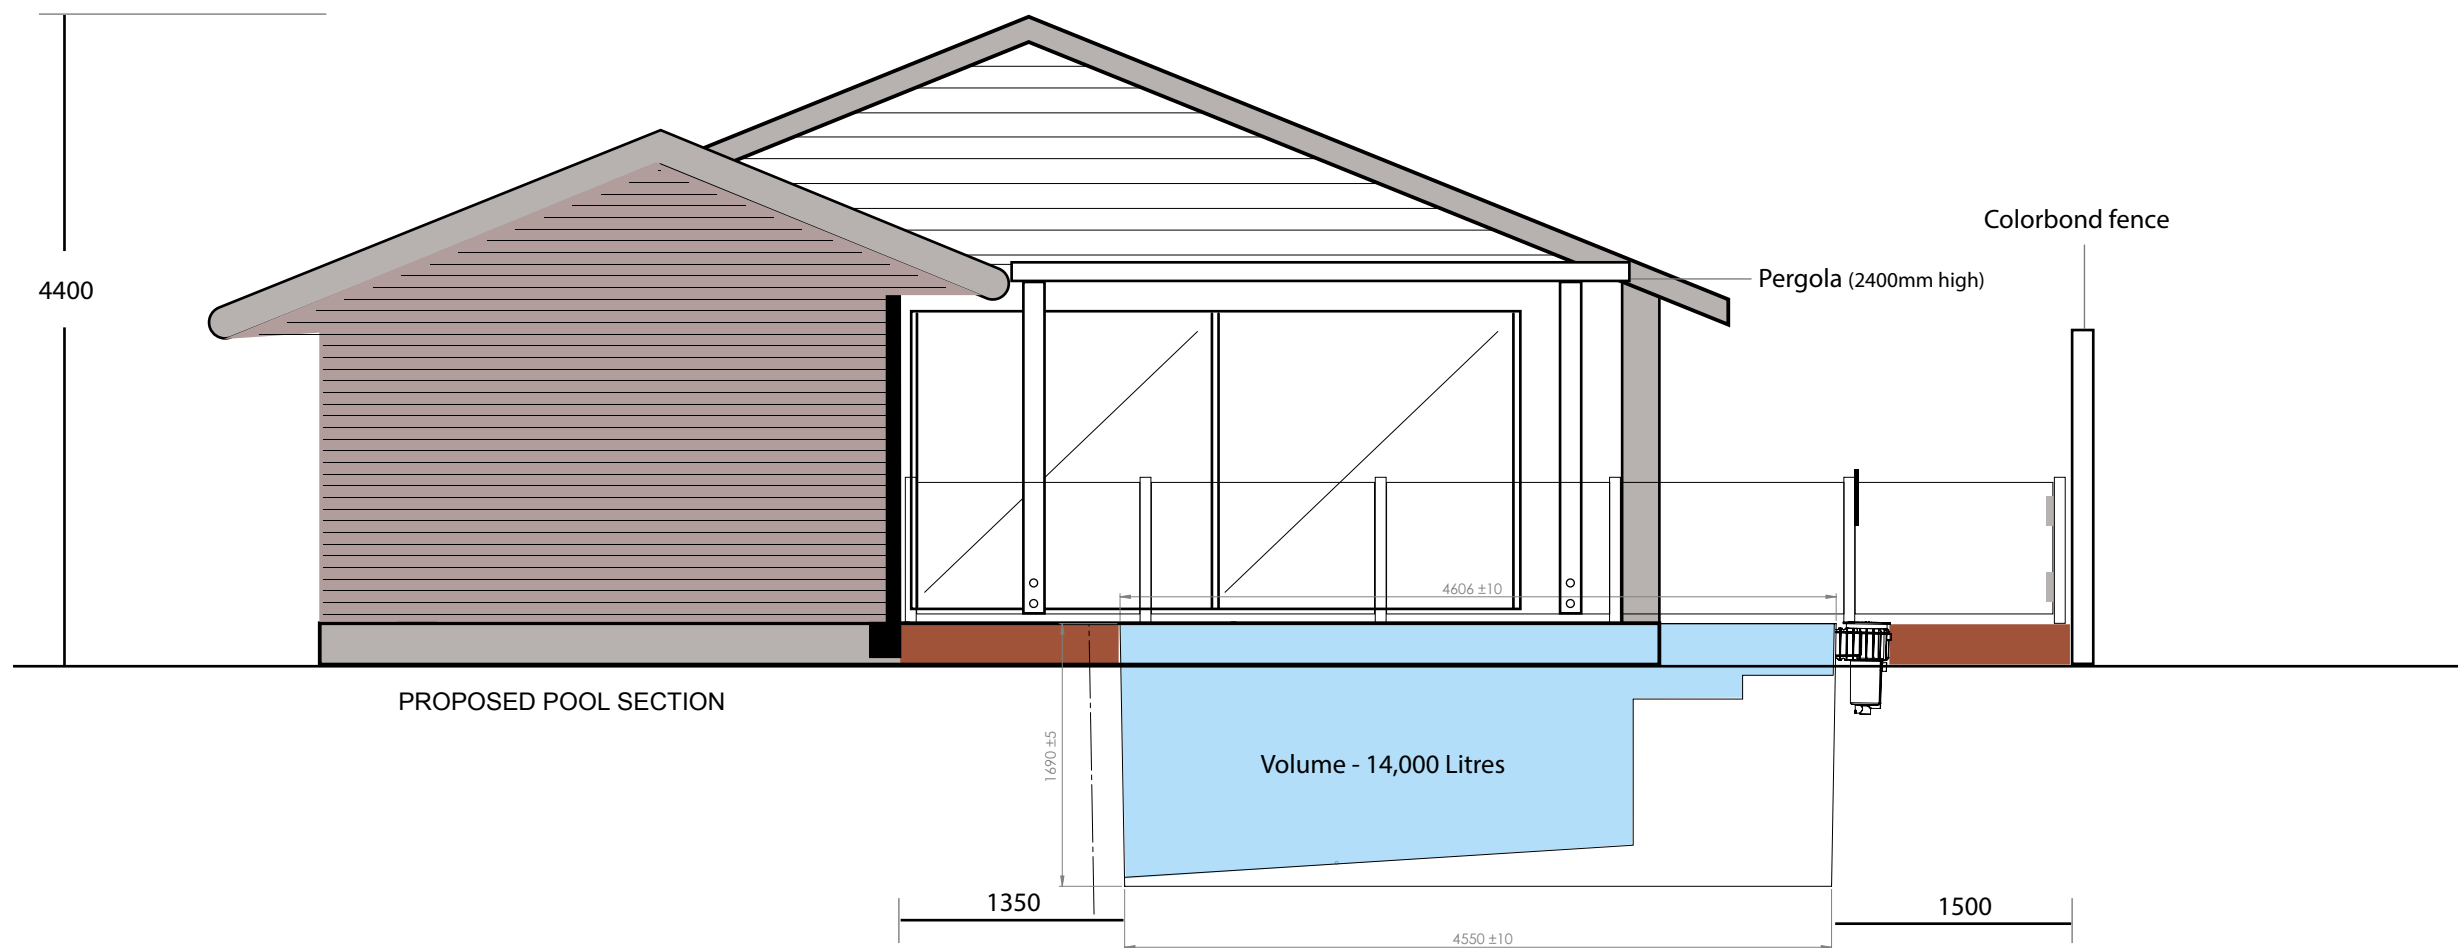 Colorbond fence
Pergola (2400mm high)
4400
4606 ±10
PROPOSED POOL SECTION
1690 ±5
Volume - 14,000 Litres
1350
1500
4550 ±10